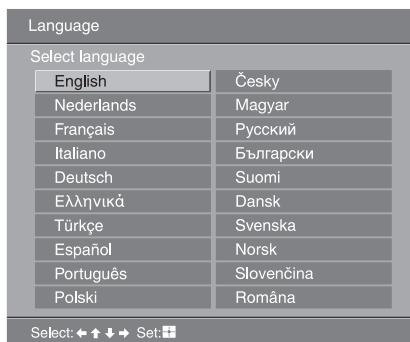 Language
Select language
English
Nederlands
Français
Italiano
Deutsch
Ελληνικά
Türkçe
Español
Português
Polski
Česky
Magyar
Русский
Български
Suomi
Dansk
Svenska
Norsk
Slovenčina
Româna
Select: ←↑↓→ Set: